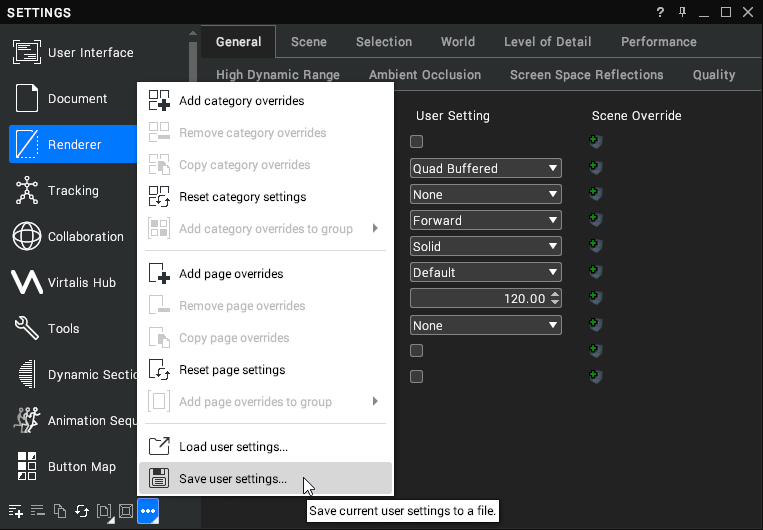 SETTINGS
?
User Interface
Document
Renderer
Tracking
Collaboration
Virtalis Hub
Tools
Dynamic Sectio
Animation Sequ
Button Map
General
Scene
Selection
World
Level of Detail
Performance
High Dynamic Range
Ambient Occlusion
Screen Space Reflections
Quality
Add category overrides
Remove category overrides
Copy category overrides
Reset category settings
Add category overrides to group
Add page overrides
Remove page overrides
Copy page overrides
Reset page settings
Add page overrides to group
Load user settings...
Save user settings...
User Setting
Scene Override
Quad Buffered
None
Forward
Solid
Default
120.00
None
Save current user settings to a file.